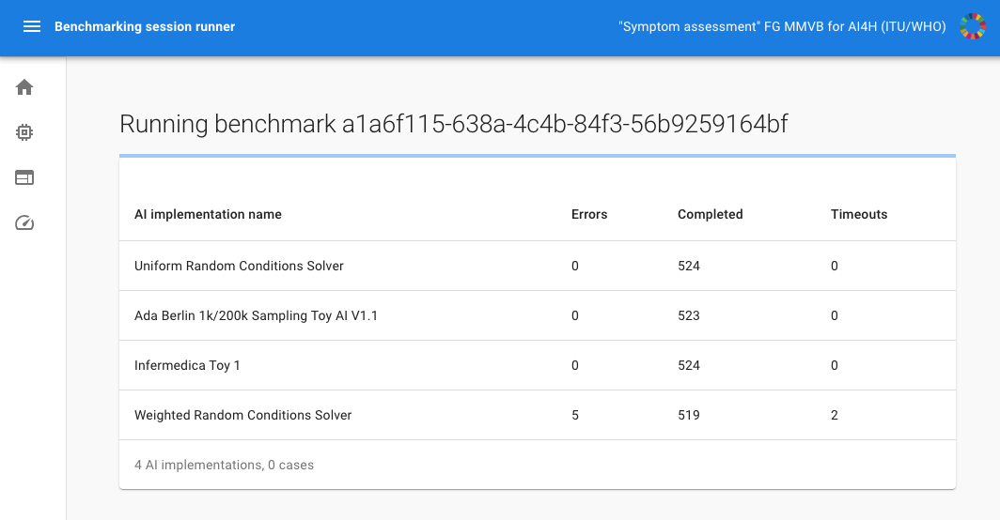 Benchmarking session runner
"Symptom assessment" FG MMVB for AI4H (ITU/WHO)
Running benchmark a1a6f115-638a-4c4b-84f3-56b9259164bf
AI implementation name Errors Completed Timeouts
Uniform Random Conditions Solver 0 524 0
Ada Berlin 1k/200k Sampling Toy AI V1.1 0 523 0
Infermedica Toy 1 0 524 0
Weighted Random Conditions Solver 5 519 2
4 AI implementations, 0 cases